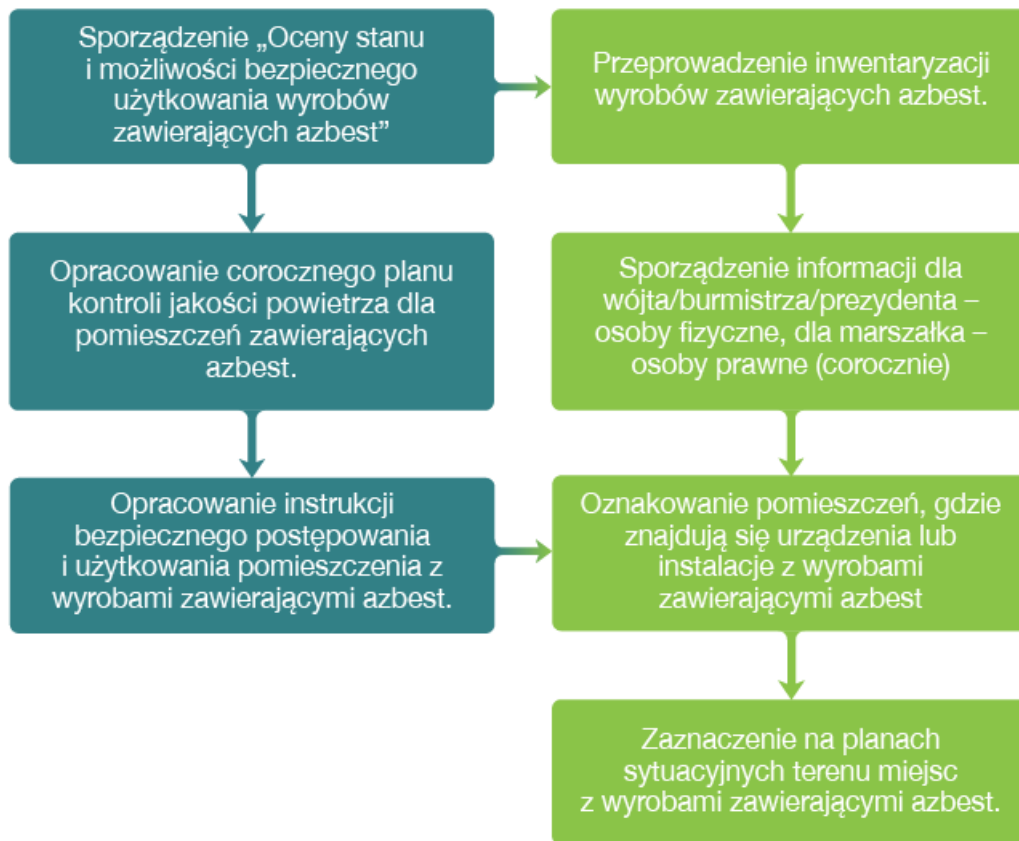 Sporządzenie „Oceny stanu
i możliwości bezpiecznego
użytkowania wyrobów
zawierających azbest”
Przeprowadzenie inwentaryzacji
wyrobów zawierających azbest.
Opracowanie corocznego planu
kontroli jakości powietrza dla
pomieszczeń zawierających
azbest.
Sporządzenie informacji dla
wójta/burmistrza/prezydenta –
osoby fizyczne, dla marszałka –
osoby prawne (corocznie)
Opracowanie instrukcji
bezpiecznego postępowania
i użytkowania pomieszczenia z
wyrobami zawierającymi azbest.
Oznakowanie pomieszczeń, gdzie
znajdują się urządzenia lub
instalacje z wyrobami
zawierającymi azbest
Zaznaczenie na planach
sytuacyjnych terenu miejsc
z wyrobami zawierającymi azbest.